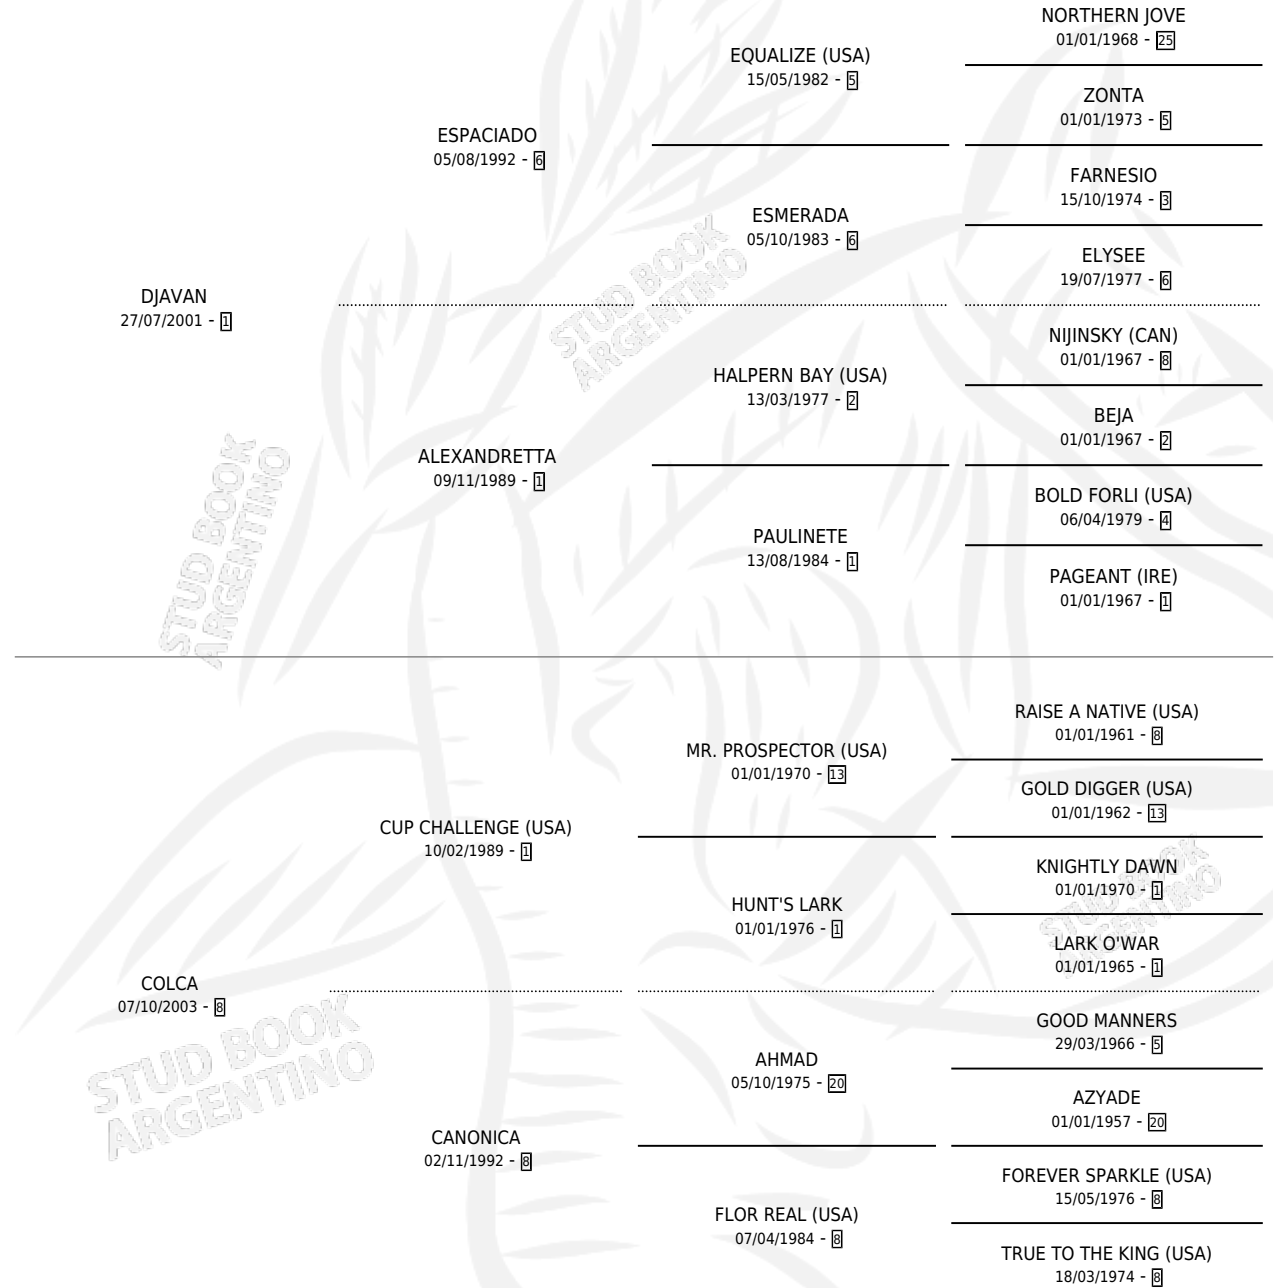 NORTHERN JOVE
01/01/1968 - 25
EQUALIZE (USA)
15/05/1982 - 5
ZONTA
01/01/1973 - 5
ESPACIADO
05/08/1992 - 6
FARNESIO
15/10/1974 - 3
ESMERADA
05/10/1983 - 6
ELYSEE
19/07/1977 - 6
DJAVAN
27/07/2001 - 1
STUD BOOK
ARGENTINO
NIJINSKY (CAN)
01/01/1967 - 8
HALPERN BAY (USA)
13/03/1977 - 2
BEJA
01/01/1967 - 2
ALEXANDRETTA
09/11/1989 - 1
BOLD FORLI (USA)
06/04/1979 - 4
PAULINETE
13/08/1984 - 1
PAGEANT (IRE)
01/01/1967 - 1
STUD BOOK
ARGENTINO
RAISE A NATIVE (USA)
01/01/1961 - 8
MR. PROSPECTOR (USA)
01/01/1970 - 13
GOLD DIGGER (USA)
01/01/1962 - 13
CUP CHALLENGE (USA)
10/02/1989 - 1
KNIGHTLY DAWN
01/01/1970 - 1
HUNT'S LARK
01/01/1976 - 1
STUD BOOK
ARGENTINO
LARK O'WAR
01/01/1965 - 1
COLCA
07/10/2003 - 8
STUD BOOK
ARGENTINO
GOOD MANNERS
29/03/1966 - 5
AHMAD
05/10/1975 - 20
AZYADE
01/01/1957 - 20
CANONICA
02/11/1992 - 8
FOREVER SPARKLE (USA)
15/05/1976 - 8
FLOR REAL (USA)
07/04/1984 - 8
TRUE TO THE KING (USA)
18/03/1974 - 8